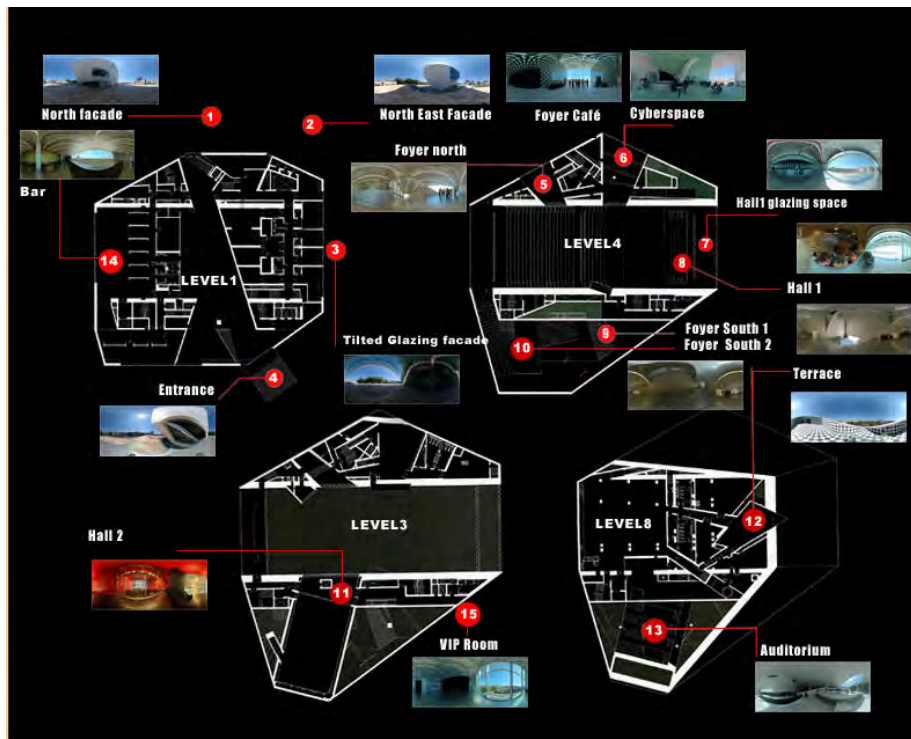 North facade
1
2
North East Facade
Foyer Café
Cyberspace
Foyer north
6
5
Bar
Hall1 glazing space
3
LEVEL4
7
14
8
LEVEL1
Hall 1
Foyer South 1
9
Tilted Glazing facade
10
Foyer South 2
4
Entrance
Terrace
LEVEL3
LEVEL8
12
Hall 2
11
15
13
VIP Room
Auditorium